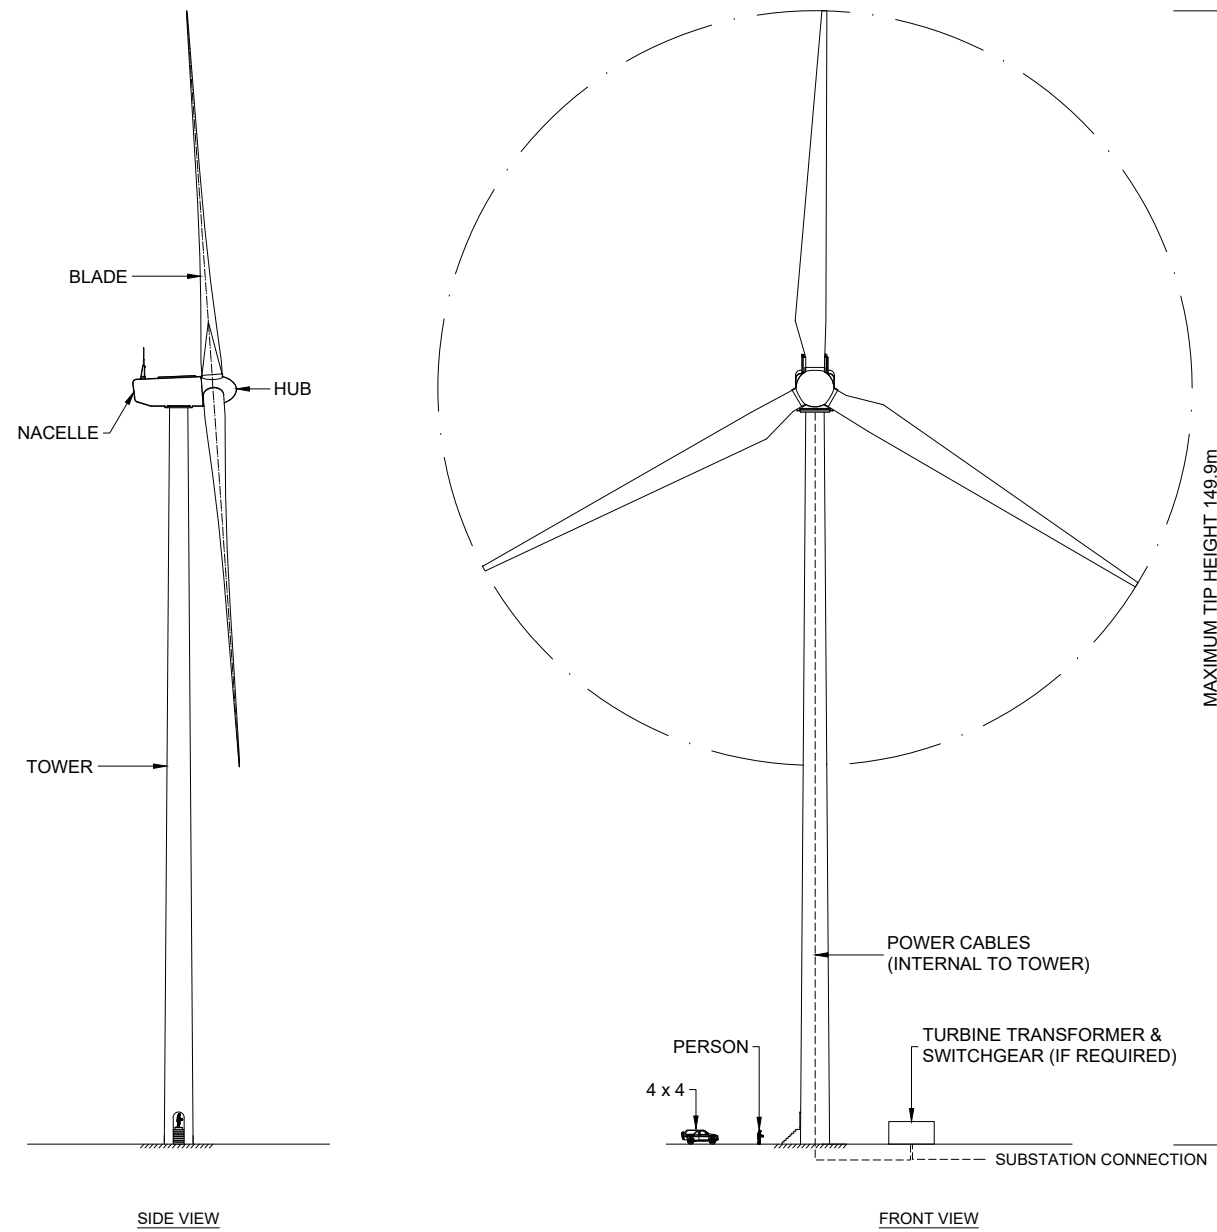 BLADE
HUB
NACELLE
MAXIMUM TIP HEIGHT 149.9m
TOWER
POWER CABLES
(INTERNAL TO TOWER)
TURBINE TRANSFORMER &
SWITCHGEAR (IF REQUIRED)
PERSON
4 x 4
SUBSTATION CONNECTION
SIDE VIEW
FRONT VIEW